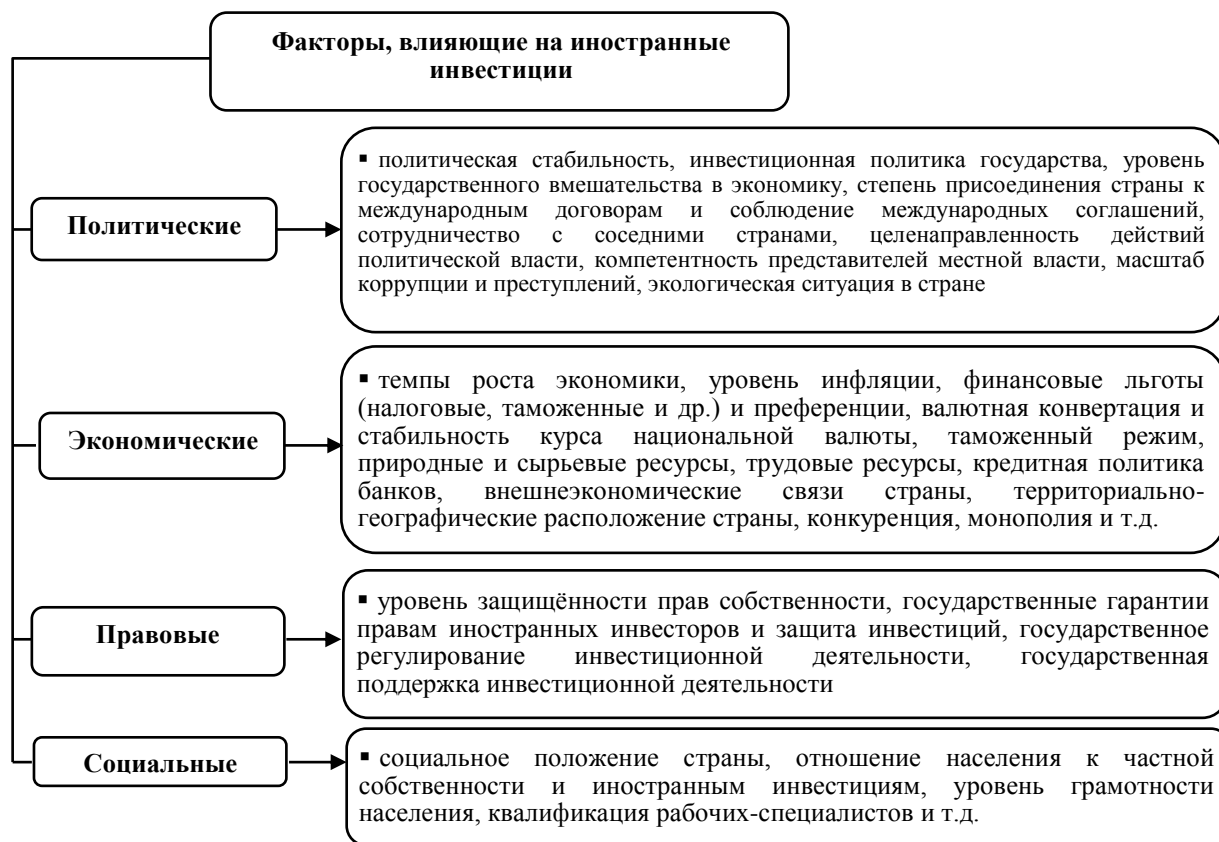 Факторы, влияющие на иностранные
инвестиции
Политические
▪ политическая стабильность, инвестиционная политика государства, уровень
государственного вмешательства в экономику, степень присоединения страны к
международным договорам и соблюдение международных соглашений,
сотрудничество с соседними странами, целенаправленность действий
политической власти, компетентность представителей местной власти, масштаб
коррупции и преступлений, экологическая ситуация в стране
Экономические
▪ темпы роста экономики, уровень инфляции, финансовые льготы
(налоговые, таможенные и др.) и преференции, валютная конвертация и
стабильность курса национальной валюты, таможенный режим,
природные и сырьевые ресурсы, трудовые ресурсы, кредитная политика
банков, внешнеэкономические связи страны, территориально-
географические расположение страны, конкуренция, монополия и т.д.
Правовые
▪ уровень защищённости прав собственности, государственные гарантии
правам иностранных инвесторов и защита инвестиций, государственное
регулирование инвестиционной деятельности, государственная
поддержка инвестиционной деятельности
Социальные
▪ социальное положение страны, отношение населения к частной
собственности и иностранным инвестициям, уровень грамотности
населения, квалификация рабочих-специалистов и т.д.